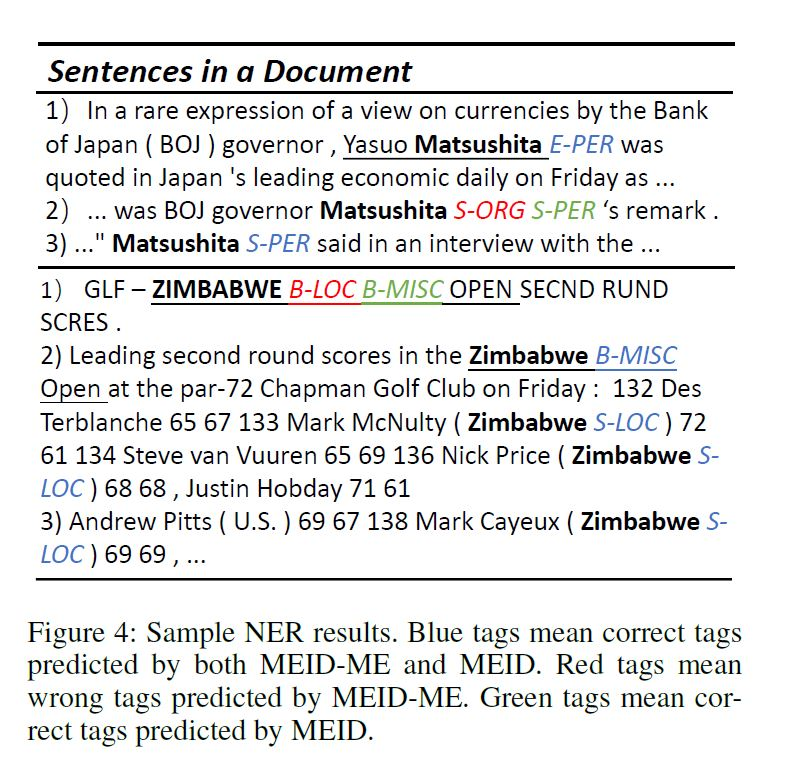 Sentences in a Document
1) In a rare expression of a view on currencies by the Bank
of Japan ( BOJ ) governor , Yasuo Matsushita E-PER was
quoted in Japan 's leading economic daily on Friday as ...
2) ... was BOJ governor Matsushita S-ORG S-PER ‘s remark .
3) ..." Matsushita S-PER said in an interview with the ...
1) GLF – ZIMBABWE B-LOC B-MISC OPEN SECND RUND
SCRES .
2) Leading second round scores in the Zimbabwe B-MISC
Open at the par-72 Chapman Golf Club on Friday : 132 Des
Terblanche 65 67 133 Mark McNulty ( Zimbabwe S-LOC ) 72
61 134 Steve van Vuuren 65 69 136 Nick Price ( Zimbabwe S-
LOC ) 68 68 , Justin Hobday 71 61
3) Andrew Pitts ( U.S. ) 69 67 138 Mark Cayeux ( Zimbabwe S-
LOC ) 69 69 , ...
Figure 4: Sample NER results. Blue tags mean correct tags
predicted by both MEID-ME and MEID. Red tags mean
wrong tags predicted by MEID-ME. Green tags mean cor-
rect tags predicted by MEID.